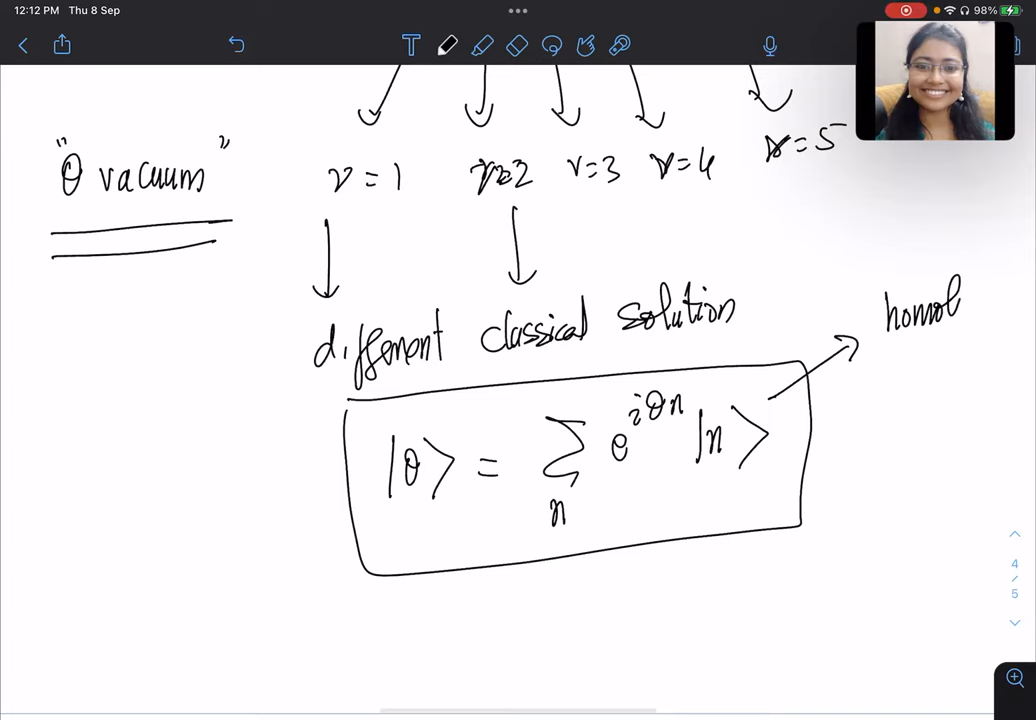 12:12 PM Thu 8 Sep
98%
"θ vacuum"
ν = 1
ν=2
ν=3
ν=4
ν=5
different classical solution
homol
|θ> = ∑ e^{iθn} |n>
n
4
/
5